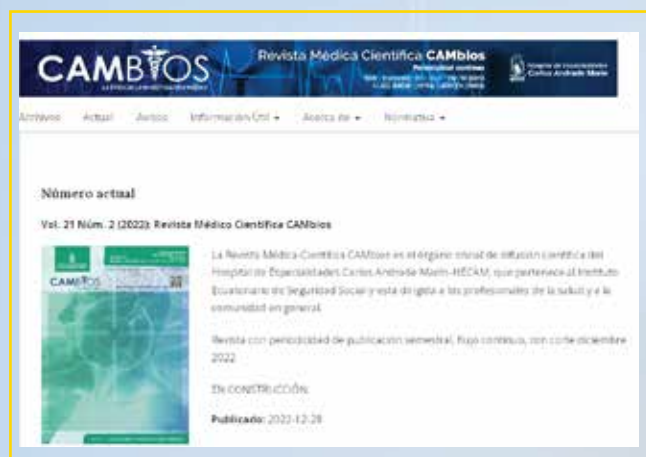 CAMBIOS
Revista Médica Científica CAMbios
Hospital de Especialidades
Carlos Andrade Marín
Archivos Actual Avisos Información Útil Acerca de Normativa
Número actual
Vol. 21 Núm. 2 (2022): Revista Médico Científica CAMbios
La Revista Médica Científica CAMbios es el órgano oficial de difusión científica del
Hospital de Especialidades Carlos Andrade Marín-HECAM, que pertenece al Instituto
Ecuatoriano de Seguridad Social y está dirigida a los profesionales de la salud y a la
comunidad en general.
Revista con periodicidad de publicación semestral, flujo continuo, con corte diciembre
2022
EN CONSTRUCCIÓN
Publicado: 2022-12-28
CAMBIOS